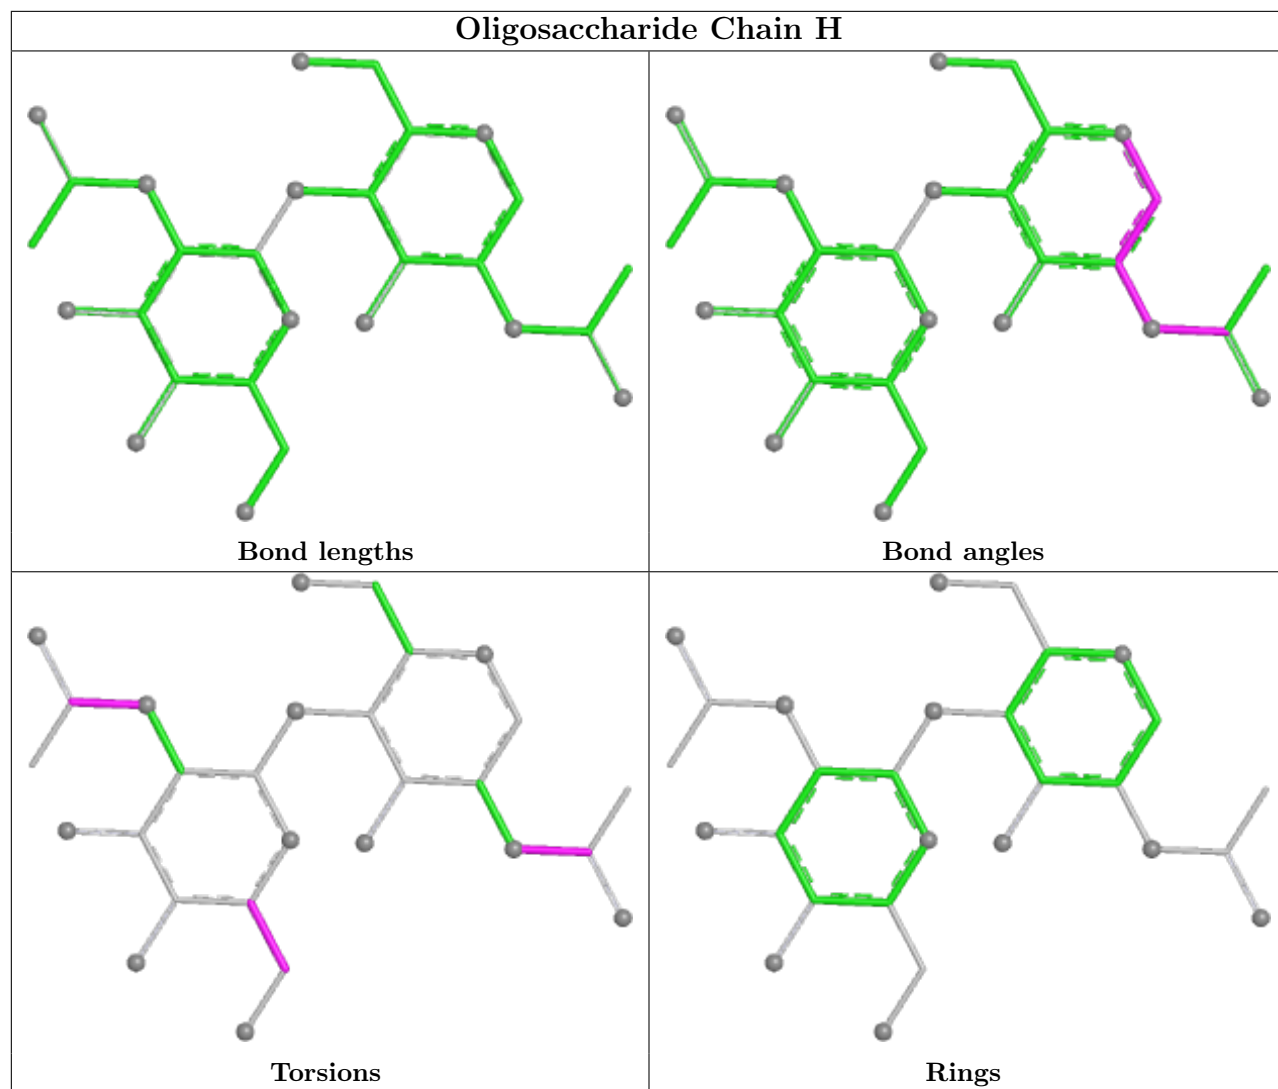 Oligosaccharide Chain H
Bond lengths
Bond angles
Torsions
Rings